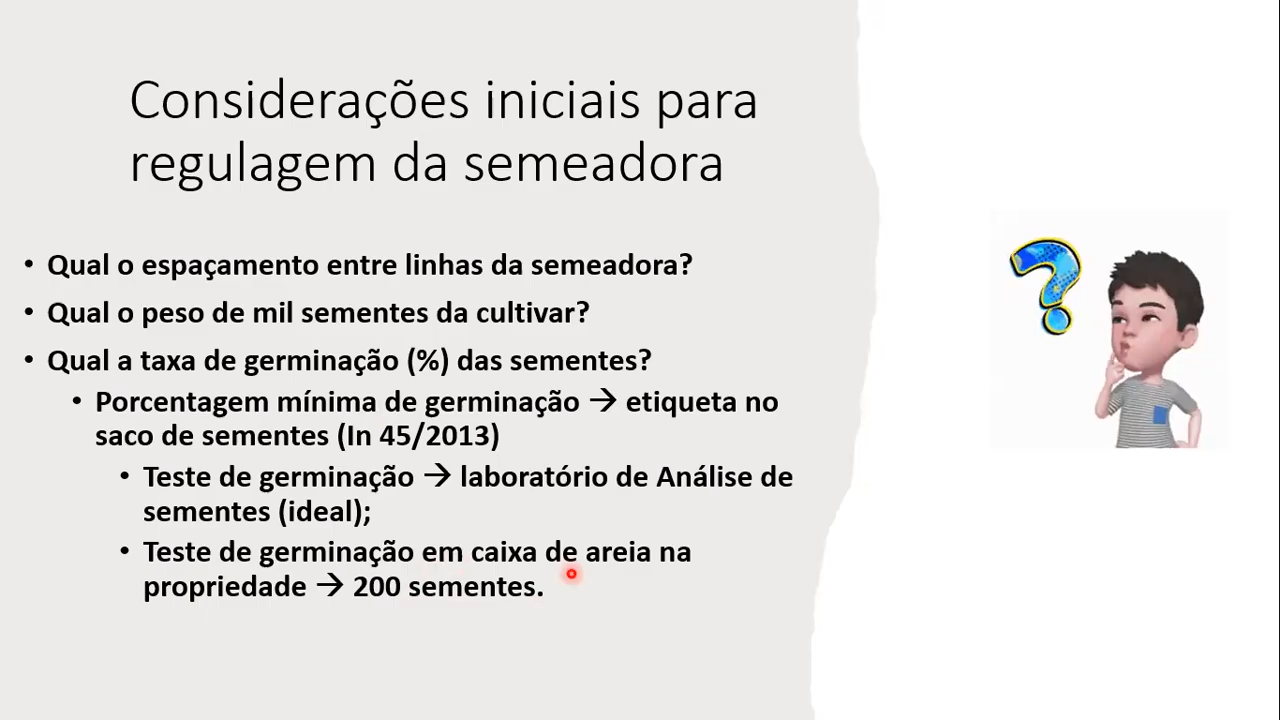 Considerações iniciais para
regulagem da semeadora
• Qual o espaçamento entre linhas da semeadora?
• Qual o peso de mil sementes da cultivar?
• Qual a taxa de germinação (%) das sementes?
• Porcentagem mínima de germinação → etiqueta no
saco de sementes (In 45/2013)
• Teste de germinação → laboratório de Análise de
sementes (ideal);
• Teste de germinação em caixa de areia na
propriedade → 200 sementes.
?